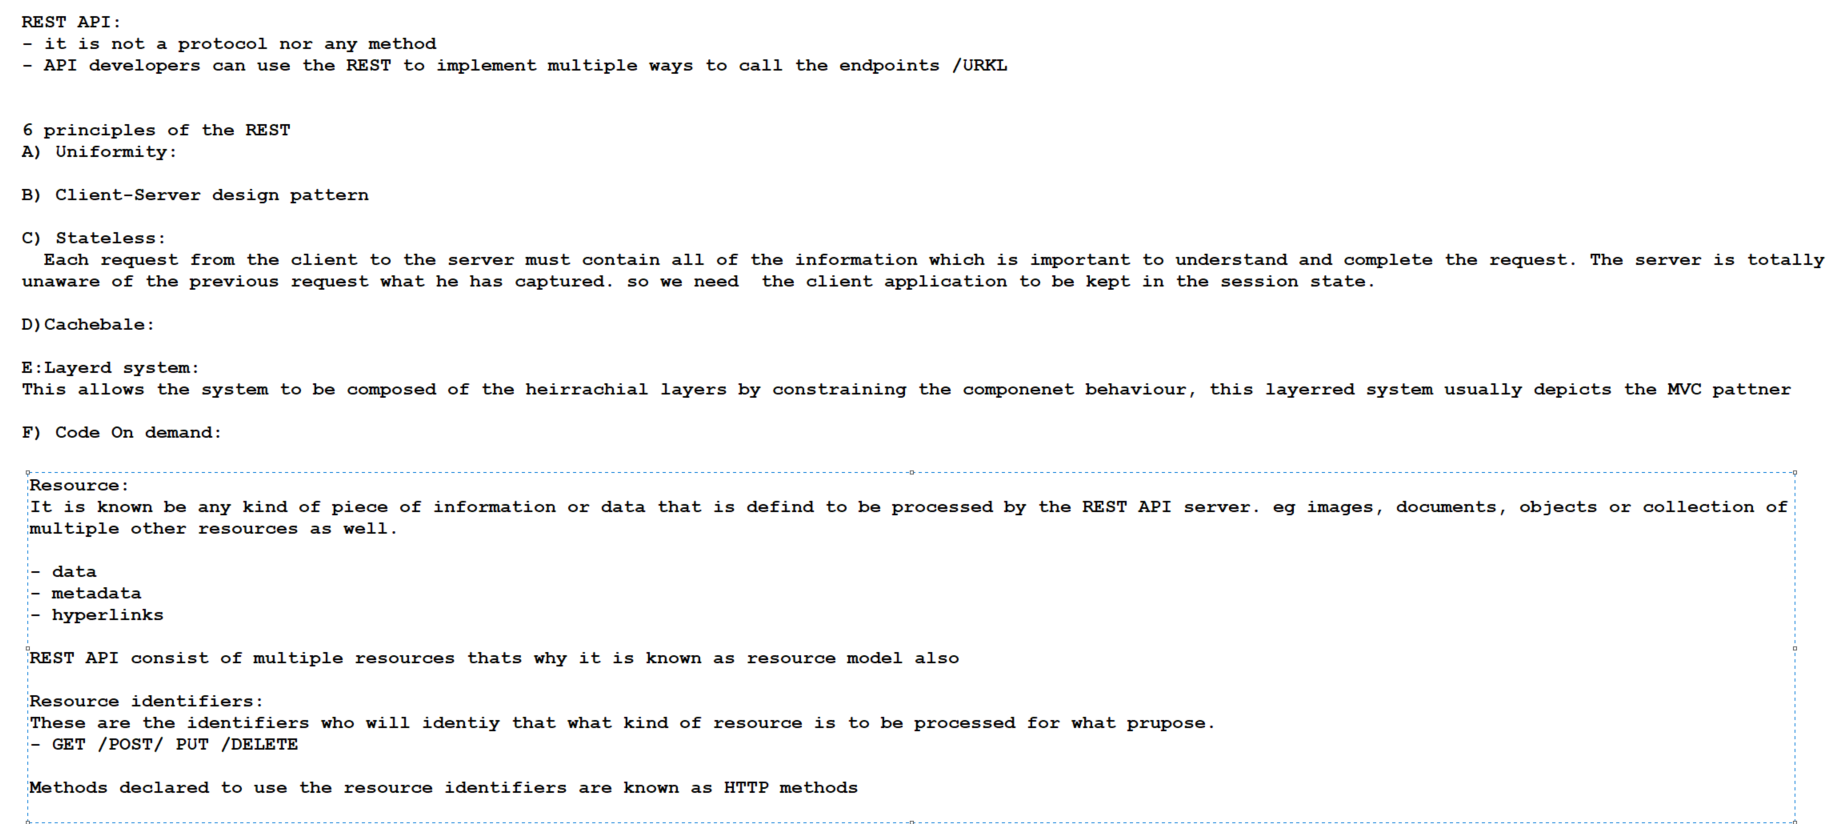 REST API:
- it is not a protocol nor any method
- API developers can use the REST to implement multiple ways to call the endpoints /URKL
6 principles of the REST
A) Uniformity:
B) Client-Server design pattern
C) Stateless:
Each request from the client to the server must contain all of the information which is important to understand and complete the request. The server is totally
unaware of the previous request what he has captured. so we need  the client application to be kept in the session state.
D)Cachebale:
E:Layerd system:
This allows the system to be composed of the heirrachial layers by constraining the componenet behaviour, this layerred system usually depicts the MVC pattner
F) Code On demand:
Resource:
It is known be any kind of piece of information or data that is defind to be processed by the REST API server. eg images, documents, objects or collection of
multiple other resources as well.
- data
- metadata
- hyperlinks
REST API consist of multiple resources thats why it is known as resource model also
Resource identifiers:
These are the identifiers who will identiy that what kind of resource is to be processed for what prupose.
- GET /POST/ PUT /DELETE
Methods declared to use the resource identifiers are known as HTTP methods